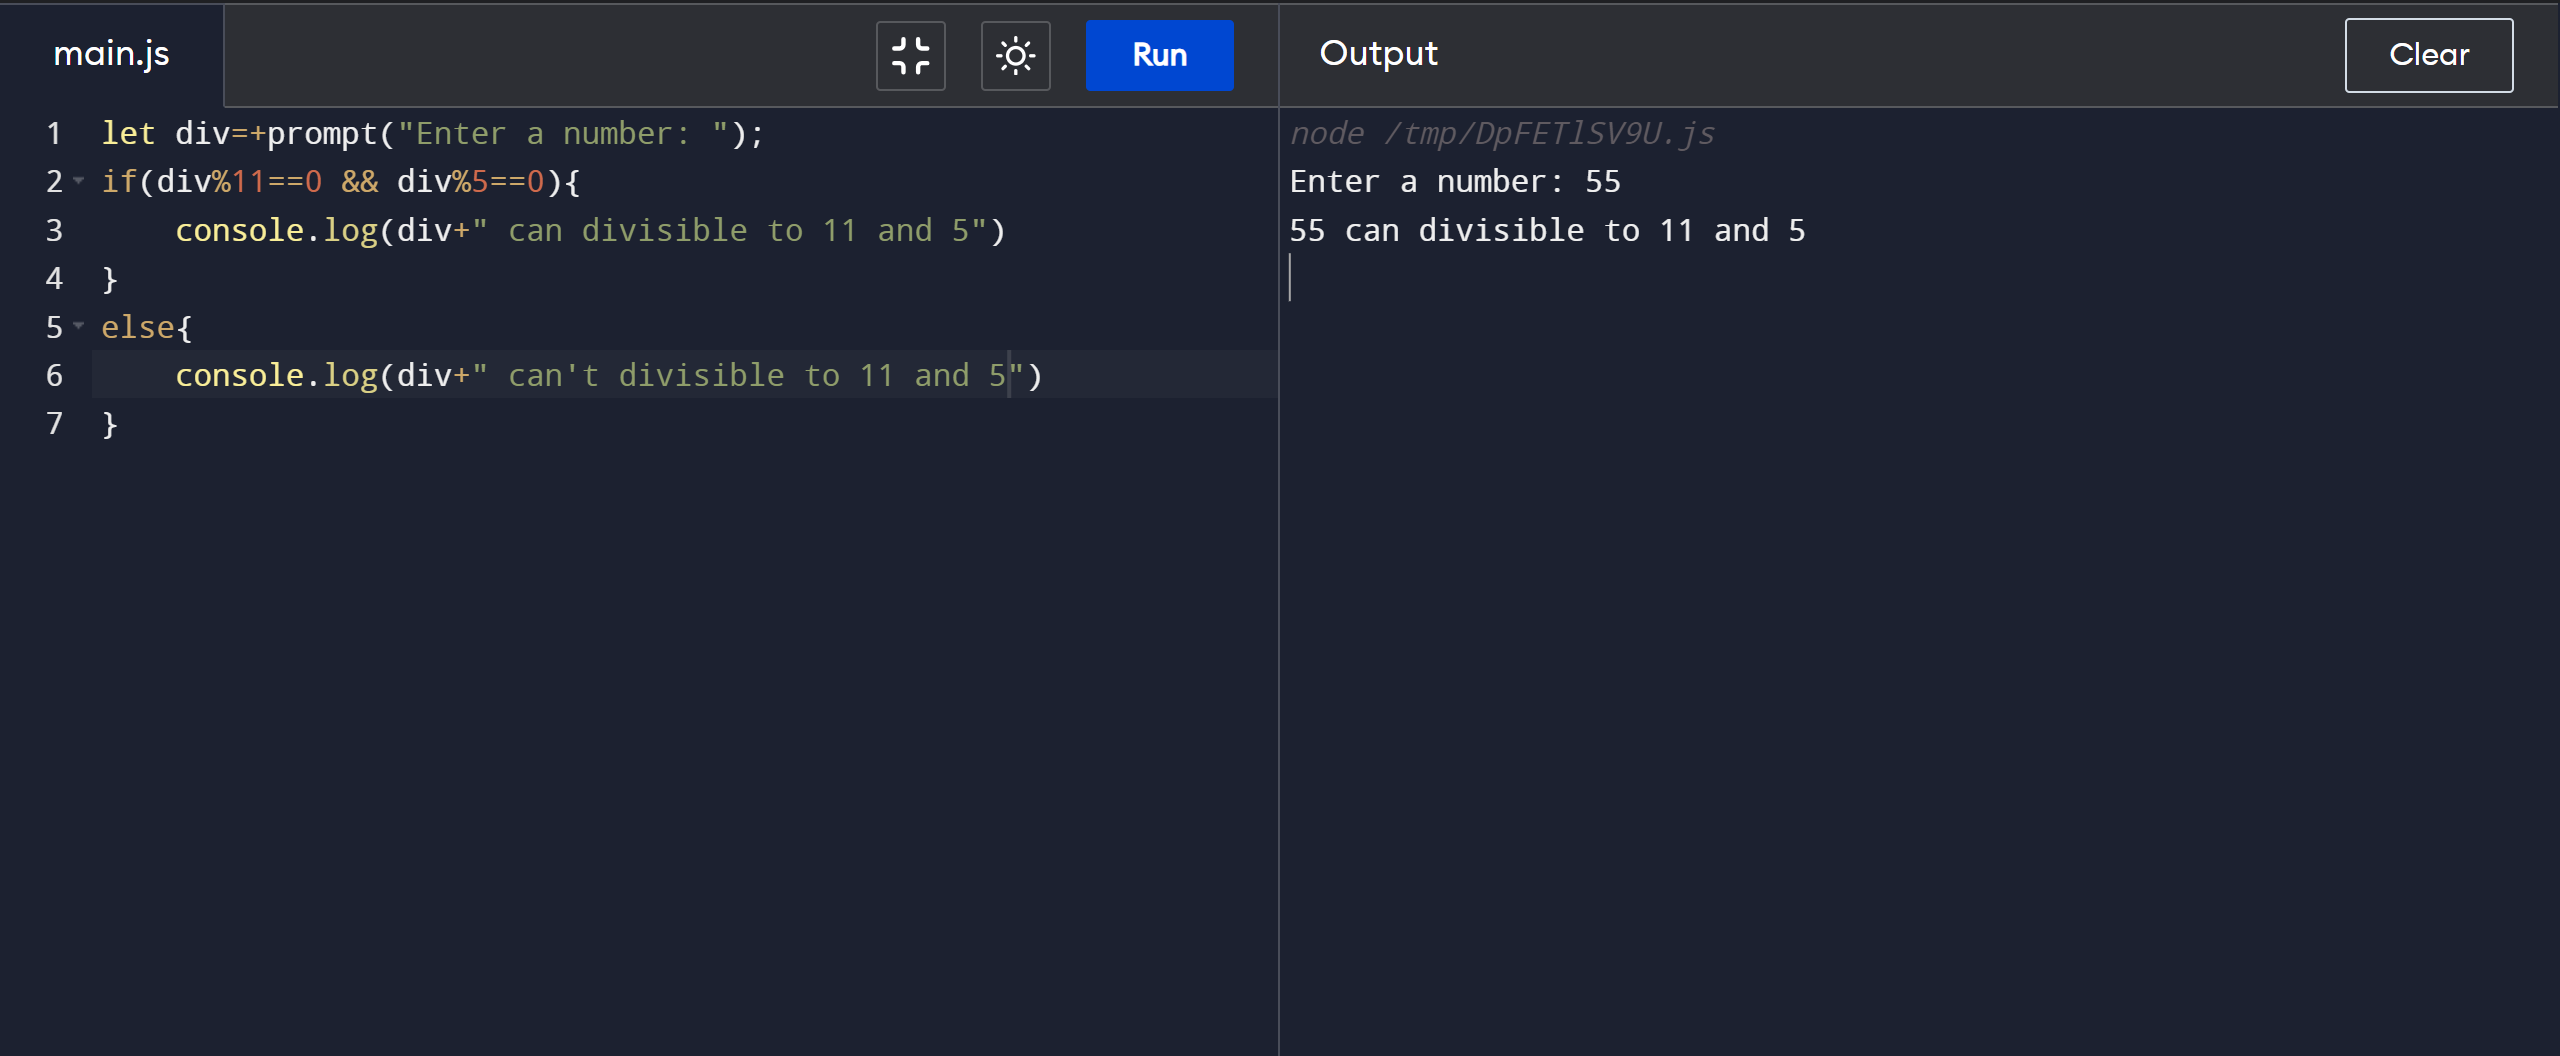 main.js
Run
Output
Clear
1 let div=+prompt("Enter a number: ");
2 if(div%11==0 && div%5==0){
3     console.log(div+" can divisible to 11 and 5")
4 }
5 else{
6     console.log(div+" can't divisible to 11 and 5")
7 }
node /tmp/DpFETlSV9U.js
Enter a number: 55
55 can divisible to 11 and 5